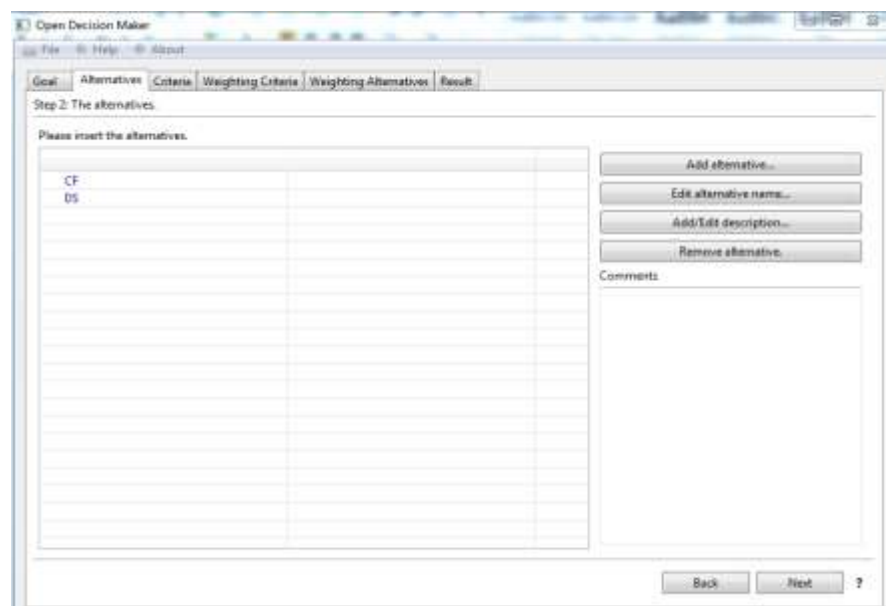 Open Decision Maker
File Help About
Goal Alternatives Criteria Weighting Criteria Weighting Alternatives Result
Step 2: The alternatives.
Please insert the alternatives.
Add alternative...
CF
Edit alternative name...
DS
Add/Edit description...
Remove alternative.
Comments
Back Next ?